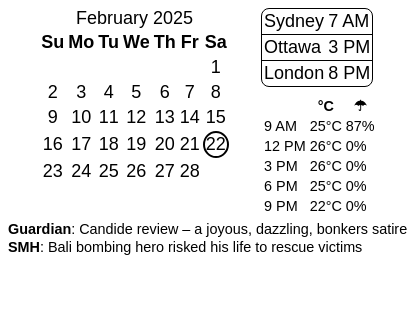 February 2025
Su Mo Tu We Th Fr Sa
1
2 3 4 5 6 7 8
9 10 11 12 13 14 15
16 17 18 19 20 21 22
23 24 25 26 27 28
Sydney 7 AM
Ottawa 3 PM
London 8 PM
°C ☂
9 AM 25°C 87%
12 PM 26°C 0%
3 PM 26°C 0%
6 PM 25°C 0%
9 PM 22°C 0%
Guardian: Candide review – a joyous, dazzling, bonkers satire
SMH: Bali bombing hero risked his life to rescue victims